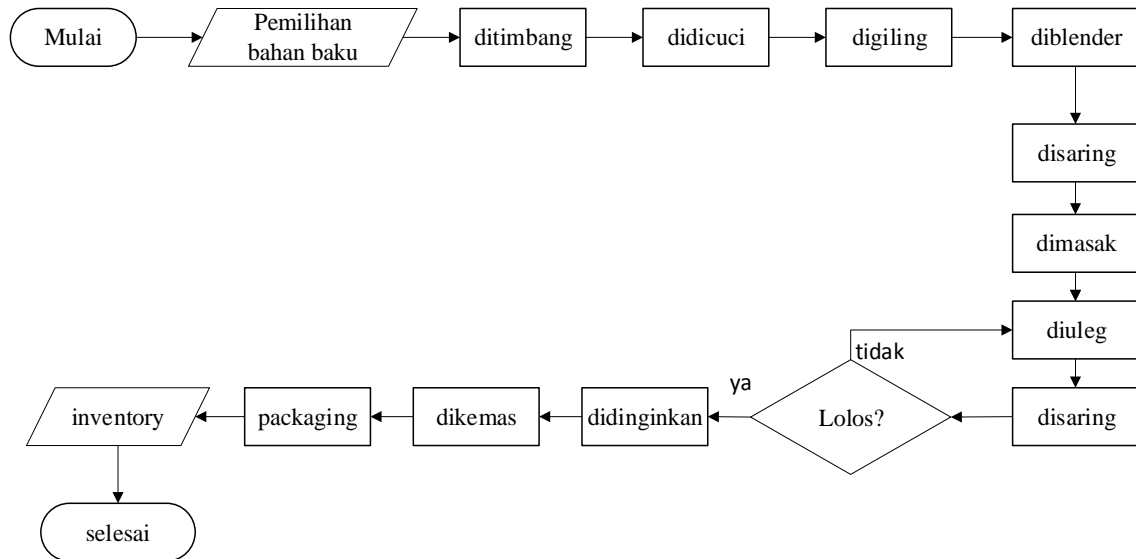 Mulai
Pemilihan
bahan baku
ditimbang
didicuci
digiling
diblender
disaring
dimasak
diuleg
tidak
disaring
Lolos?
ya
didinginkan
dikemas
packaging
inventory
selesai